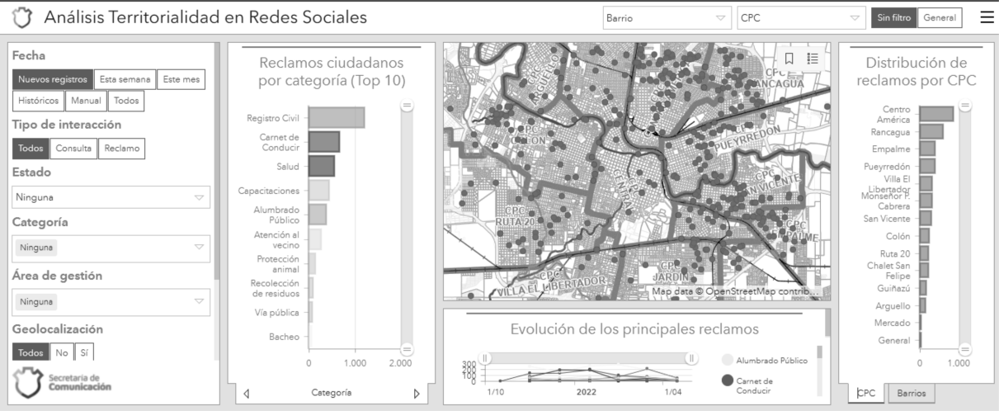 Análisis Territorialidad en Redes Sociales
Barrio
CPC
Sin filtro
General
Fecha
Nuevos registros
Esta semana
Este mes
Históricos
Manual
Todos
Tipo de interacción
Todos
Consulta
Reclamo
Estado
Ninguna
Categoría
Ninguna
Área de gestión
Ninguna
Geolocalización
Todos
No
Sí
Secretaría de
Comunicación
Reclamos ciudadanos
por categoría (Top 10)
Registro Civil
Carnet de
Conducir
Salud
Capacitaciones
Alumbrado
Público
Atención al
vecino
Protección
animal
Recolección
de residuos
Vía pública
Bacheo
0
1.000
2.000
Categoría
CPC
CPC
CPC
PUEYRREDON
CPC
CPC
RUTA 20
CPC
CPC
VILLA EL LIBERTADOR
CPC
JARDIN
Map data © OpenStreetMap contrib...
Evolución de los principales reclamos
300
100
0
1/10
2022
1/04
Alumbrado Público
Carnet de
Conducir
Distribución de
reclamos por CPC
Centro
América
Rancagua
Empalme
Pueyrredón
Villa El
Libertador
Monseñor P.
Cabrera
San Vicente
Colón
Ruta 20
Chalet San
Felipe
Guiñazú
Arguello
Mercado
General
0
1.000
CPC
Barrios